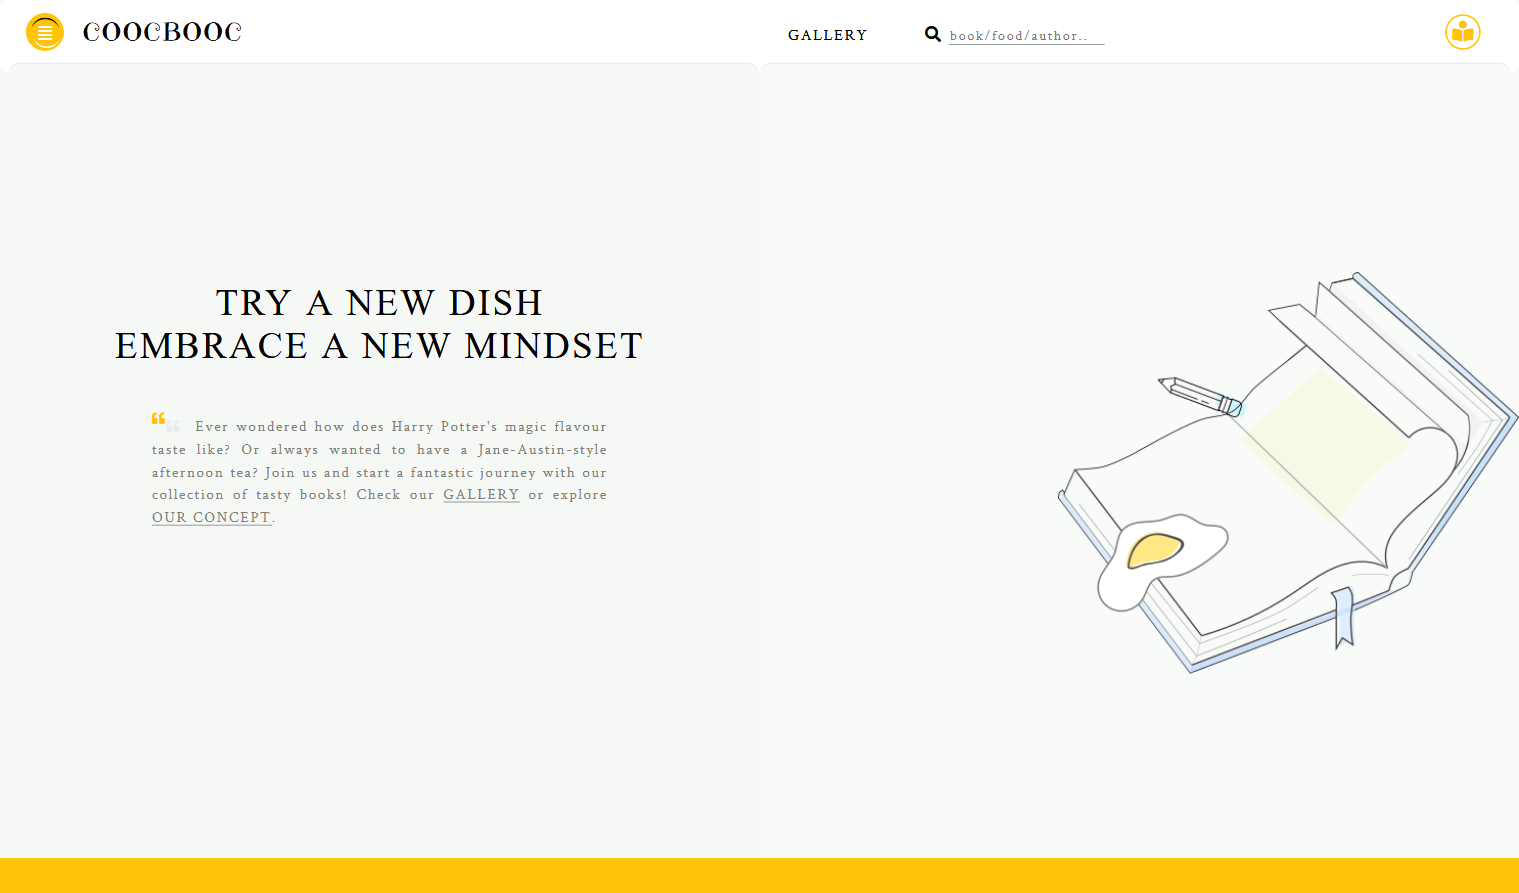 COOCBOOC
GALLERY
book/food/author..
TRY A NEW DISH
EMBRACE A NEW MINDSET
Ever wondered how does Harry Potter's magic flavour
taste like? Or always wanted to have a Jane-Austin-style
afternoon tea? Join us and start a fantastic journey with our
collection of tasty books! Check our GALLERY or explore
OUR CONCEPT.